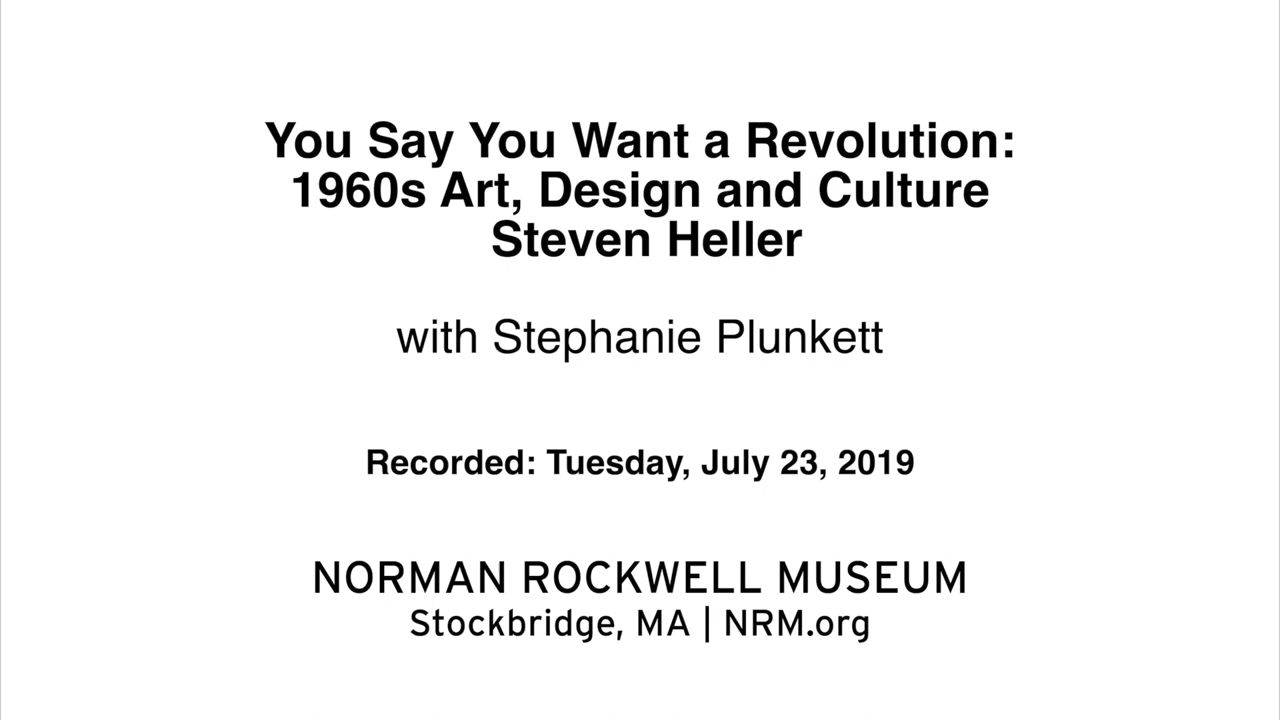 You Say You Want a Revolution:
1960s Art, Design and Culture
Steven Heller
with Stephanie Plunkett
Recorded: Tuesday, July 23, 2019
NORMAN ROCKWELL MUSEUM
Stockbridge, MA | NRM.org